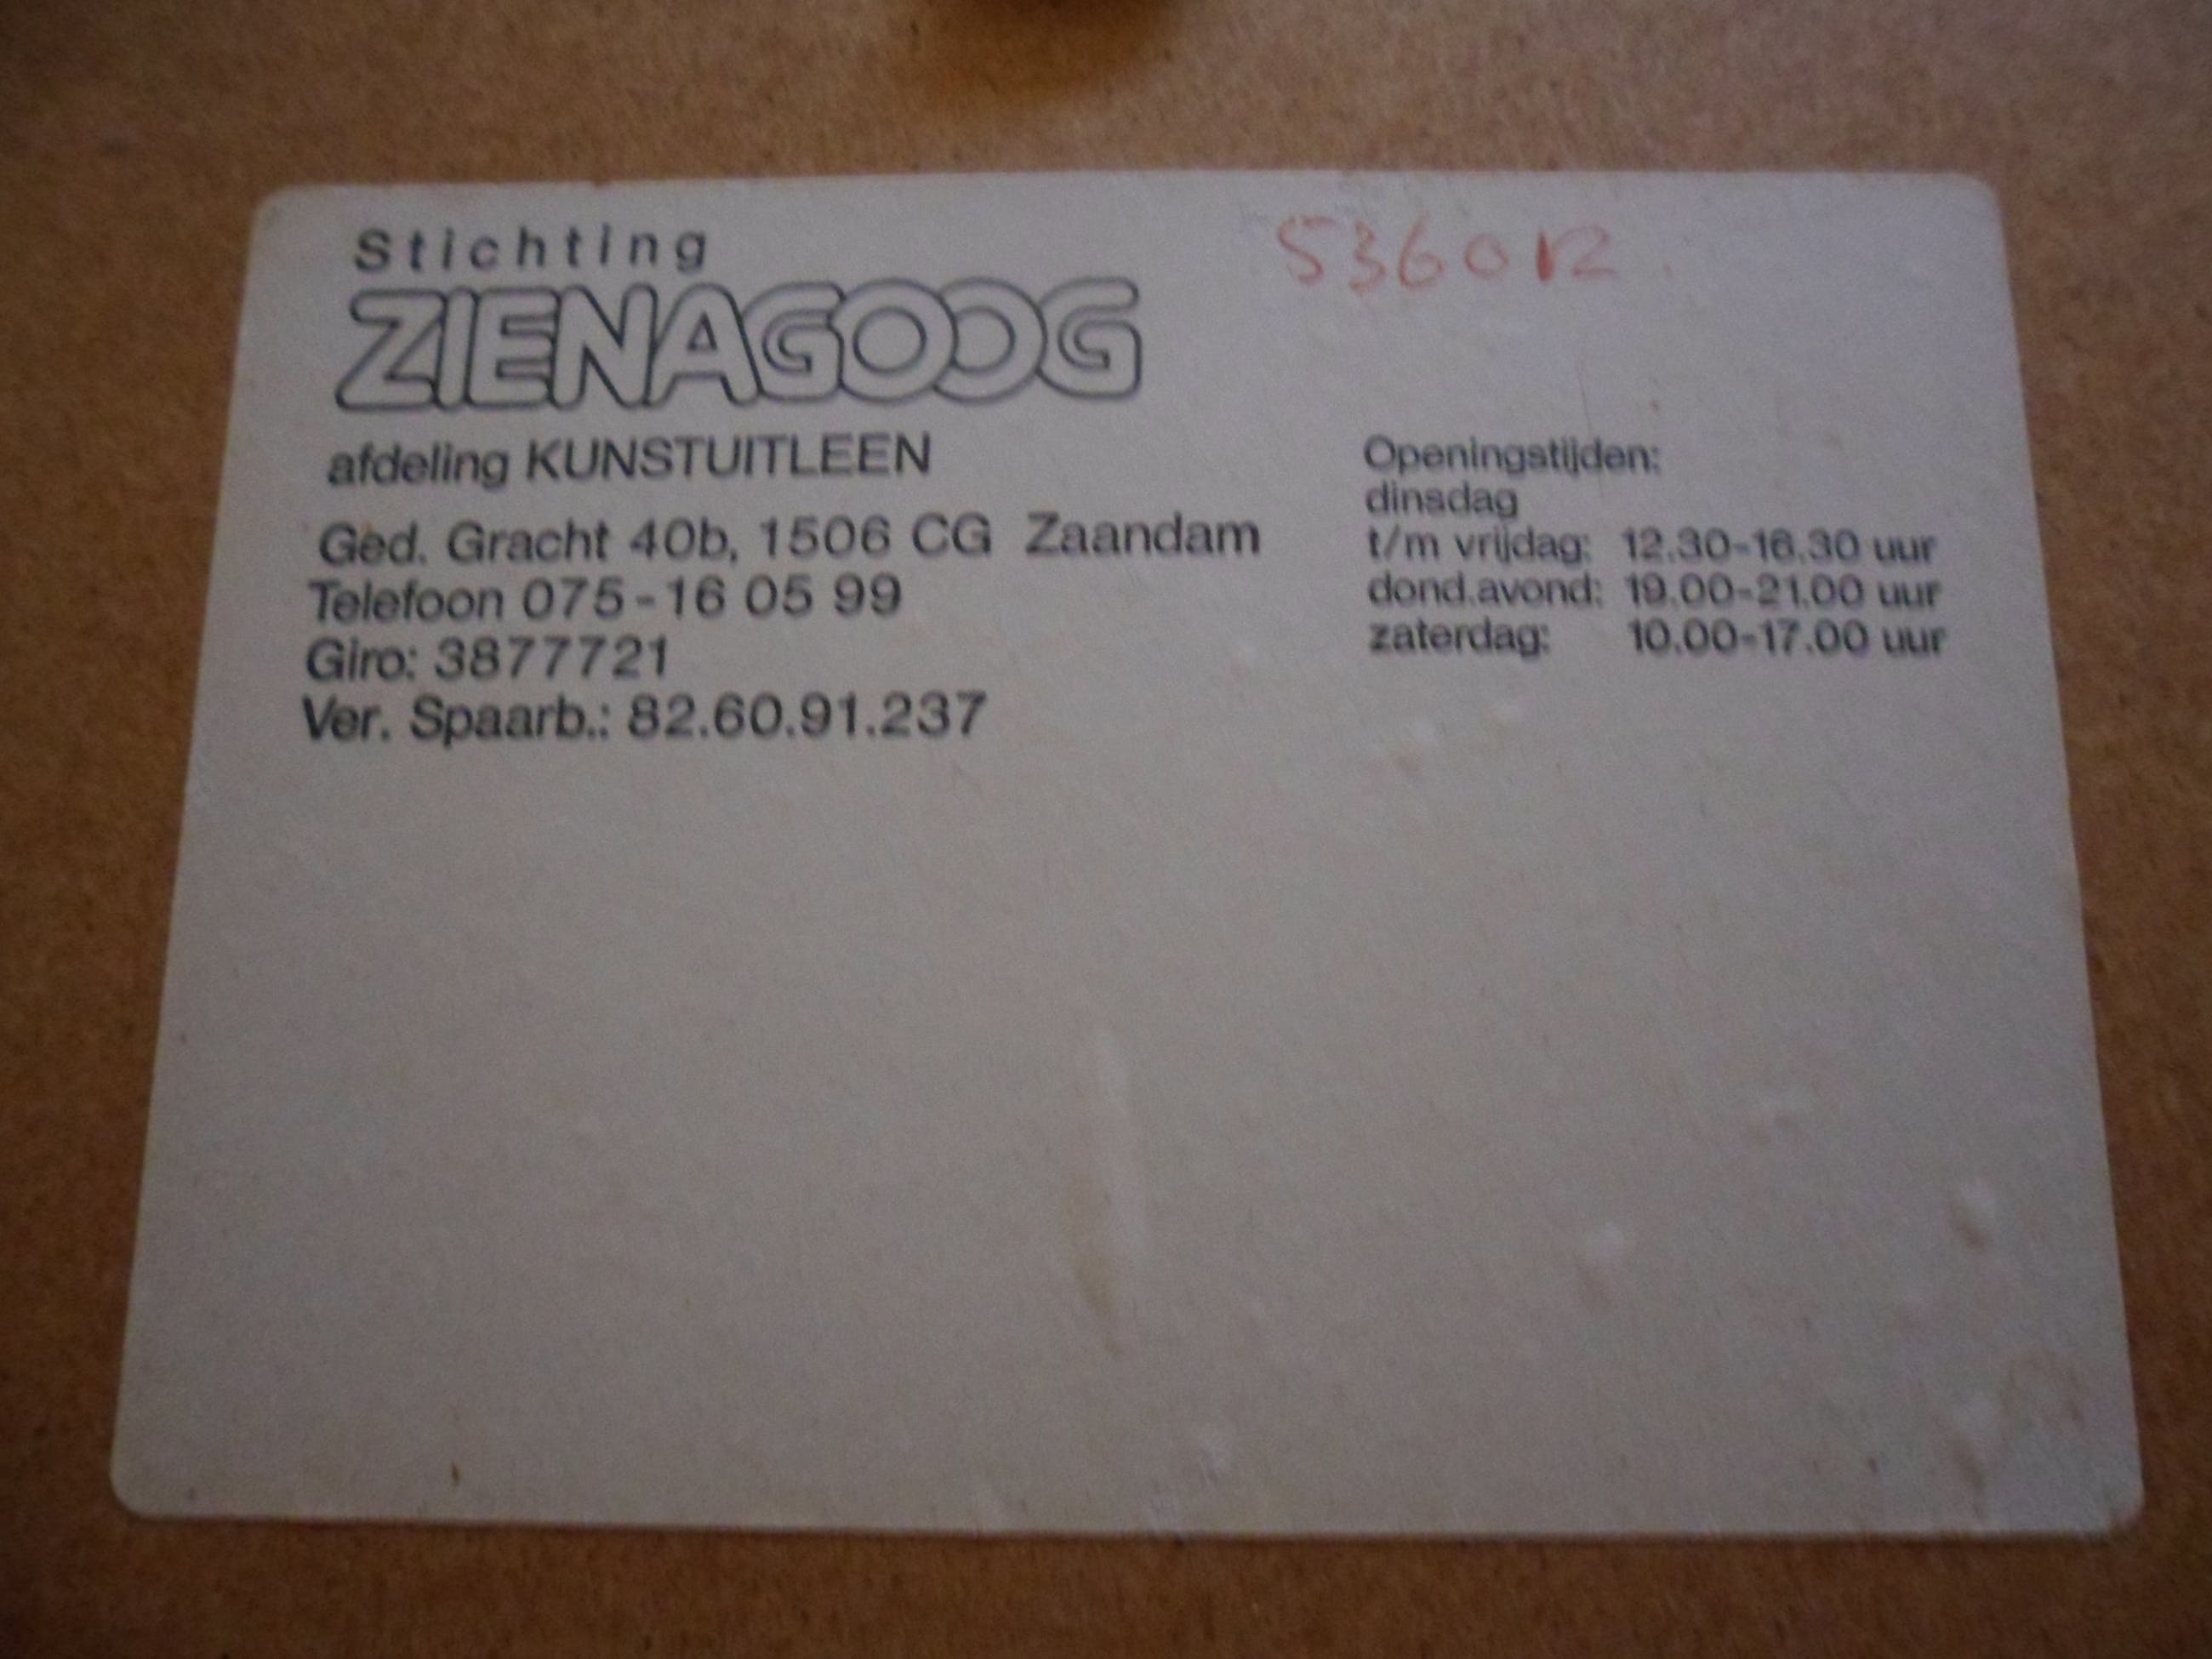 Stichting
ZIENAGOOG
afdeling KUNSTUITLEEN
Ged. Gracht 40b, 1506 CG Zaandam
Telefoon 075-16 05 99
Giro: 3877721
Ver. Spaarb.: 82.60.91.237
5360R
Openingstijden:
dinsdag
t/m vrijdag: 12.30-16.30 uur
dond.avond: 19.00-21.00 uur
zaterdag: 10.00-17.00 uur